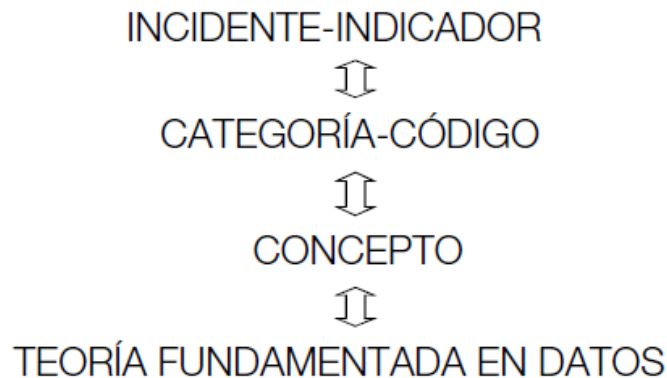 INCIDENTE-INDICADOR
CATEGORÍA-CÓDIGO
CONCEPTO
TEORÍA FUNDAMENTADA EN DATOS